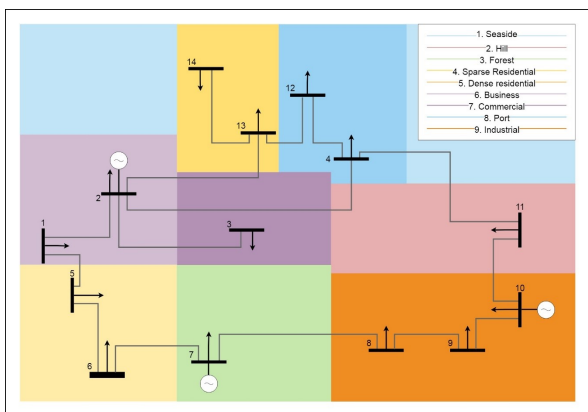 1. Seaside
2. Hill
3. Forest
4. Sparse Residential
5. Dense residential
6. Business
7. Commercial
8. Port
9. Industrial
14
12
13
4
2
1
3
11
5
10
6
7
8
9